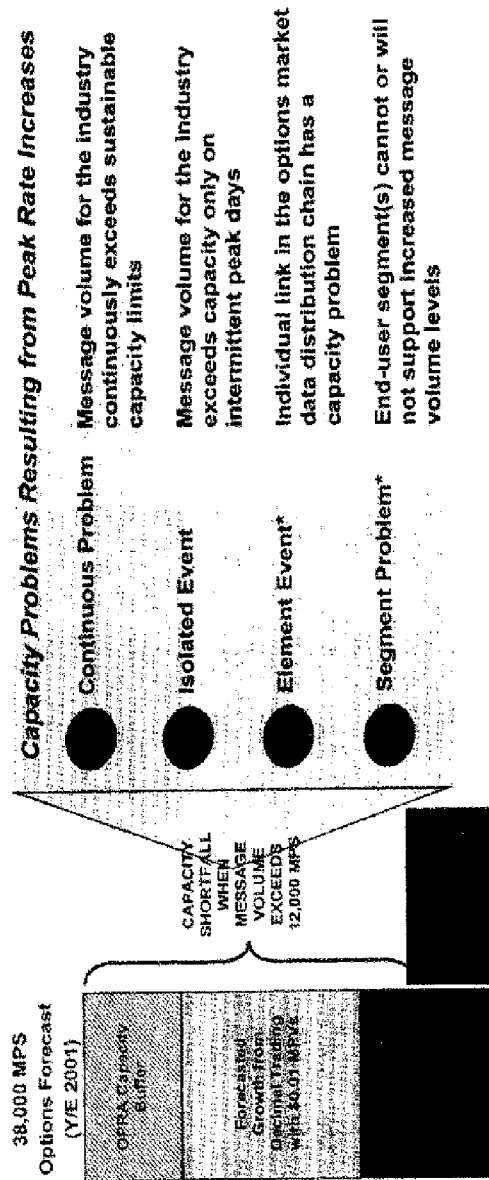 Capacity Problems Resulting from Peak Rate Increases
38,000 MPS
Options Forecast
(Y/E 2001)
OPRA Capacity
Buffer
Forecasted
Growth from
Decimal Trading
with $0.01 MPVs
CAPACITY
SHORTFALL
WHEN
MESSAGE
VOLUME
EXCEEDS
12,000 MPS
Continuous Problem
Message volume for the industry
continuously exceeds sustainable
capacity limits
Isolated Event
Message volume for the industry
exceeds capacity only on
intermittent peak days
Element Event*
Individual link in the options market
data distribution chain has a
capacity problem
Segment Problem*
End-user segment(s) cannot or will
not support increased message
volume levels